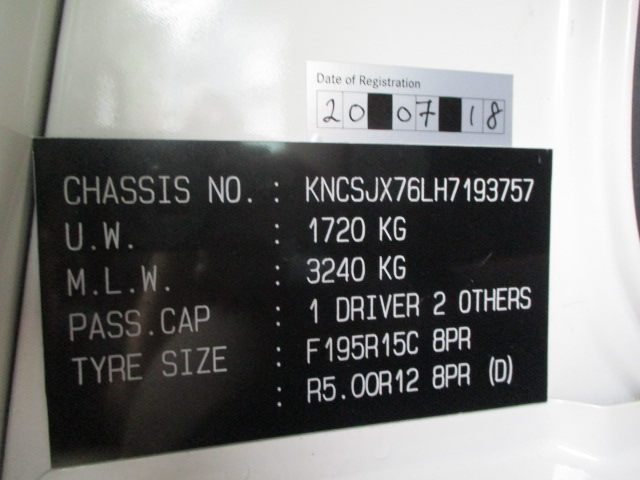 Date of Registration
20 07 18
CHASSIS NO. : KNCSJX76LH7193757
U.W. : 1720 KG
M.L.W. : 3240 KG
PASS.CAP : 1 DRIVER 2 OTHERS
TYRE SIZE : F195R15C 8PR
: R5.00R12 8PR (D)